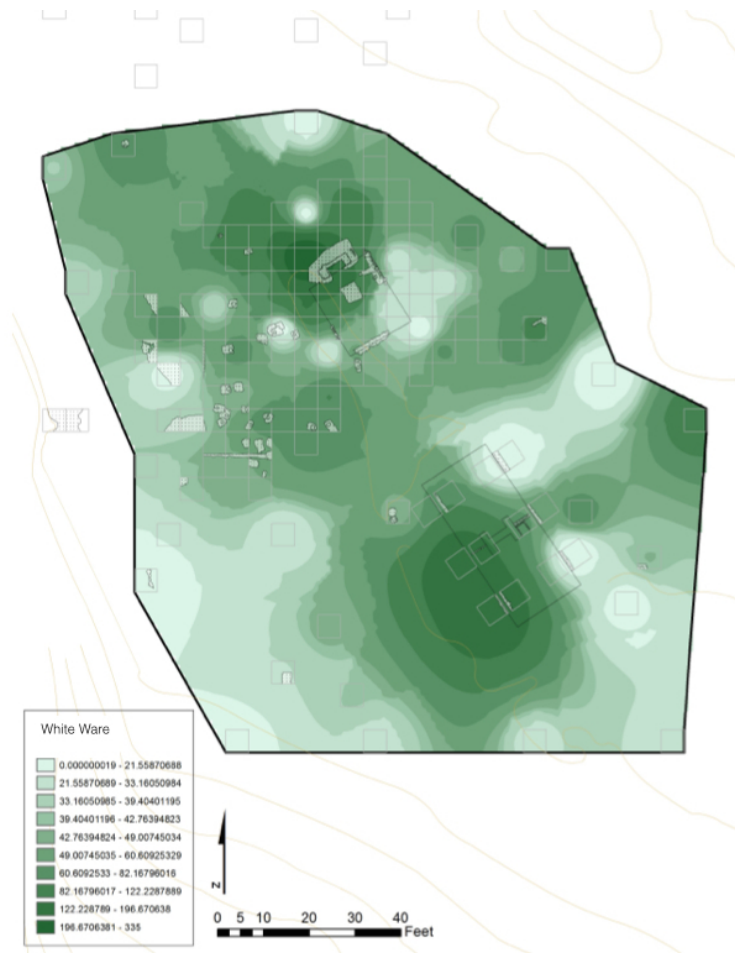 White Ware
0.000000019 - 21.55870688
21.55870689 - 33.16050984
33.16050985 - 39.40401195
39.40401196 - 42.76394823
42.76394824 - 49.00745034
49.00745035 - 60.60925329
60.6092533 - 82.16796016
82.16796017 - 122.2287889
122.228789 - 196.670638
196.6706381 - 335
N
0 5 10 20 30 40
Feet